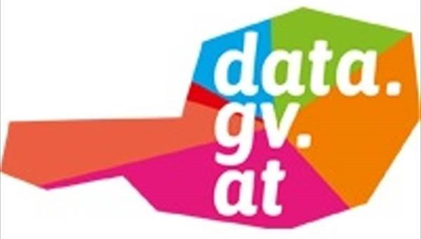 data.
gv.
at